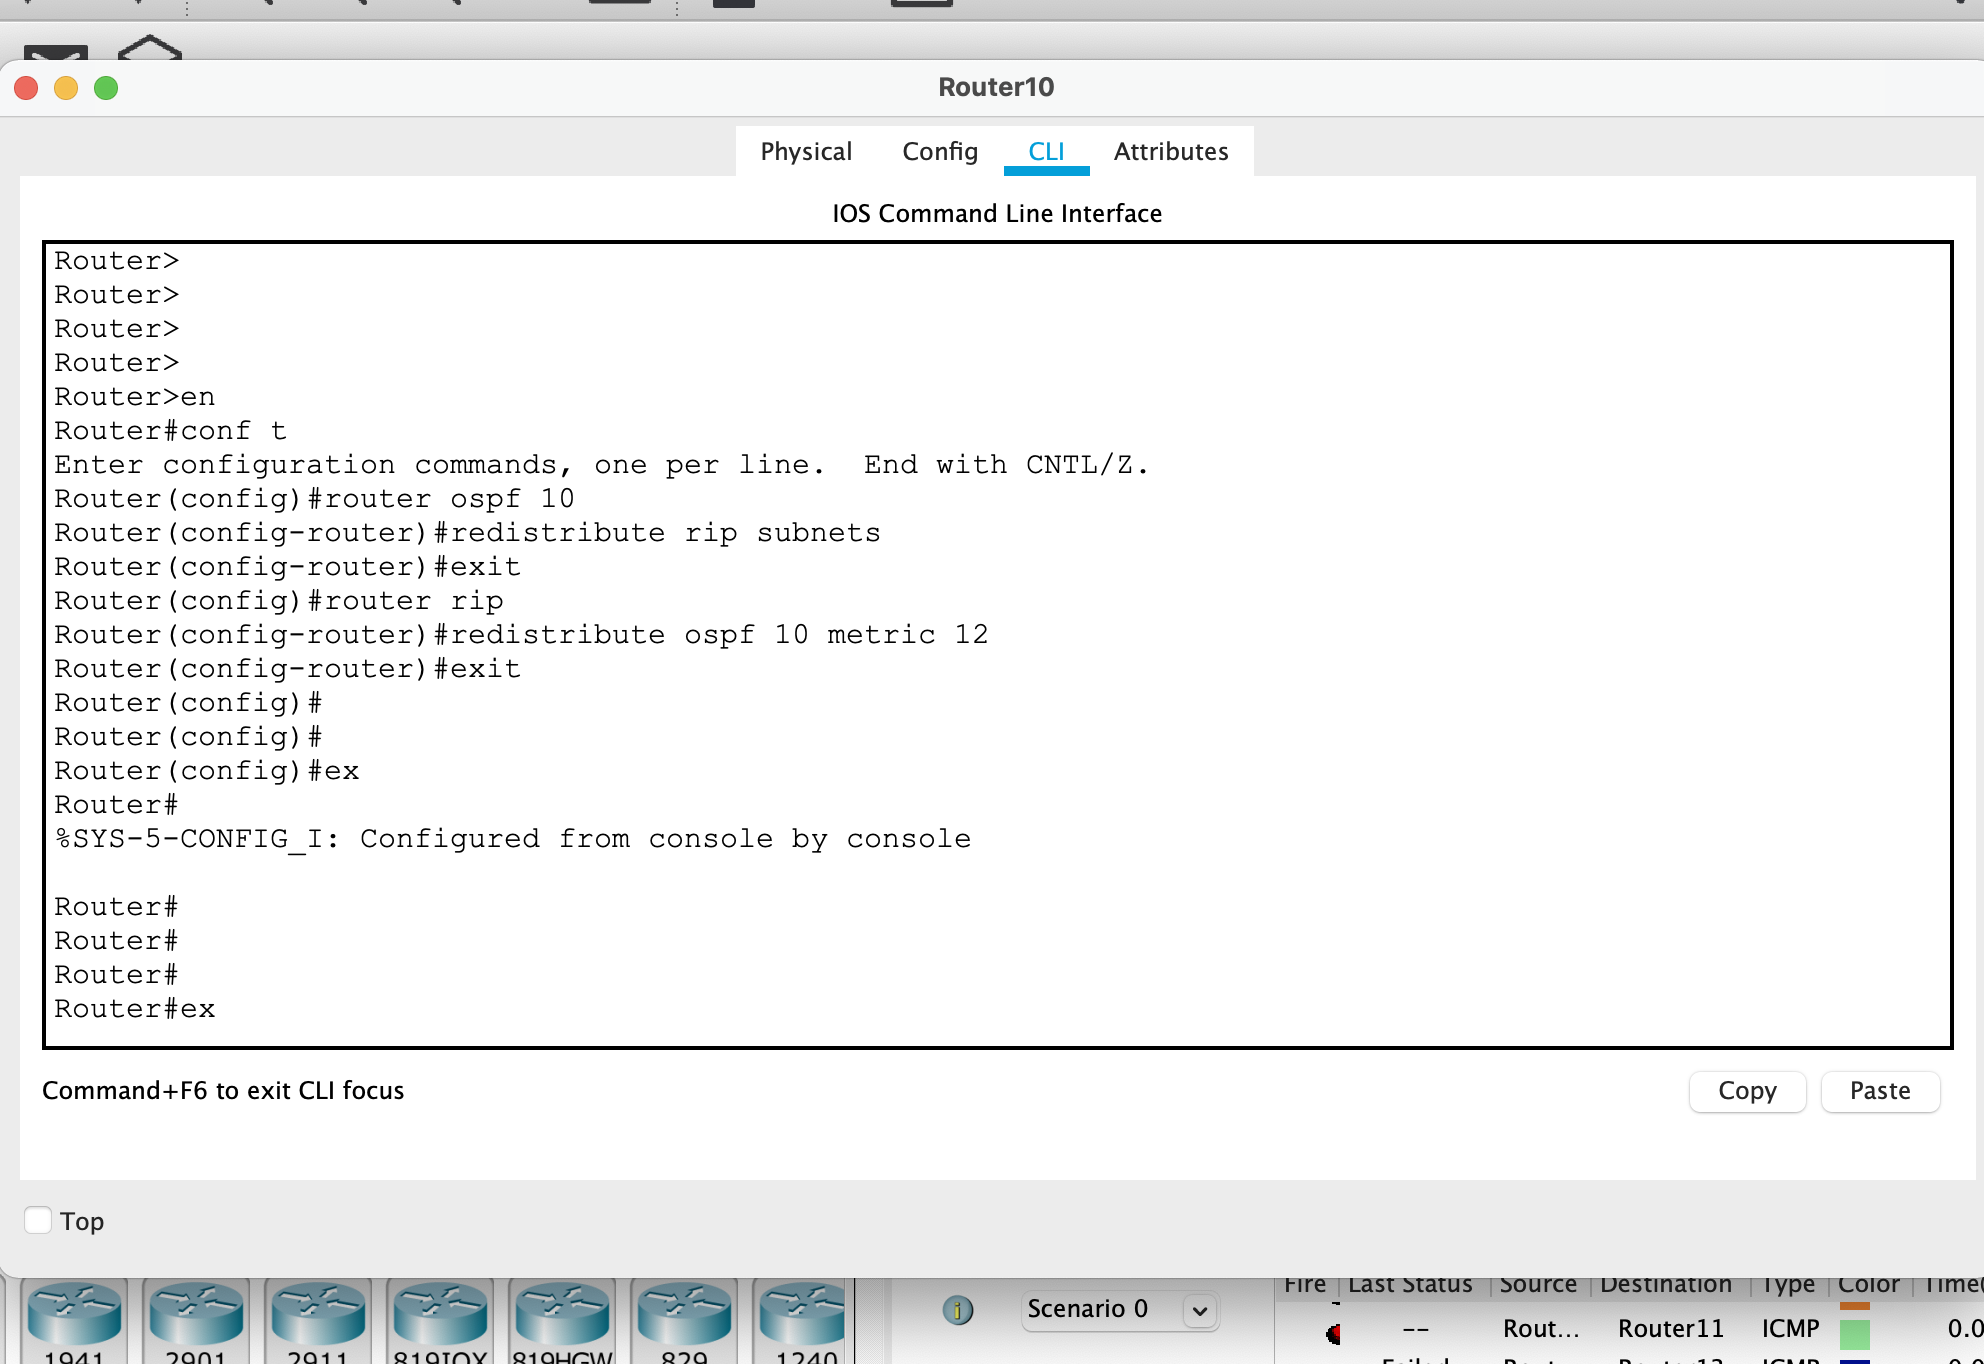 Router10
Physical Config CLI Attributes
IOS Command Line Interface
Router>
Router>
Router>
Router>
Router>en
Router#conf t
Enter configuration commands, one per line.  End with CNTL/Z.
Router(config)#router ospf 10
Router(config-router)#redistribute rip subnets
Router(config-router)#exit
Router(config)#router rip
Router(config-router)#redistribute ospf 10 metric 12
Router(config-router)#exit
Router(config)#
Router(config)#
Router(config)#ex
Router#
%SYS-5-CONFIG_I: Configured from console by console
Router#
Router#
Router#
Router#ex
Command+F6 to exit CLI focus
Copy Paste
Top
Fire Last Status Source Destination Type Color
Scenario 0
-- Rout... Router11 ICMP 0.0
1941 2901 2911 819IOX 819HGW 829 1240
Failed ICMP